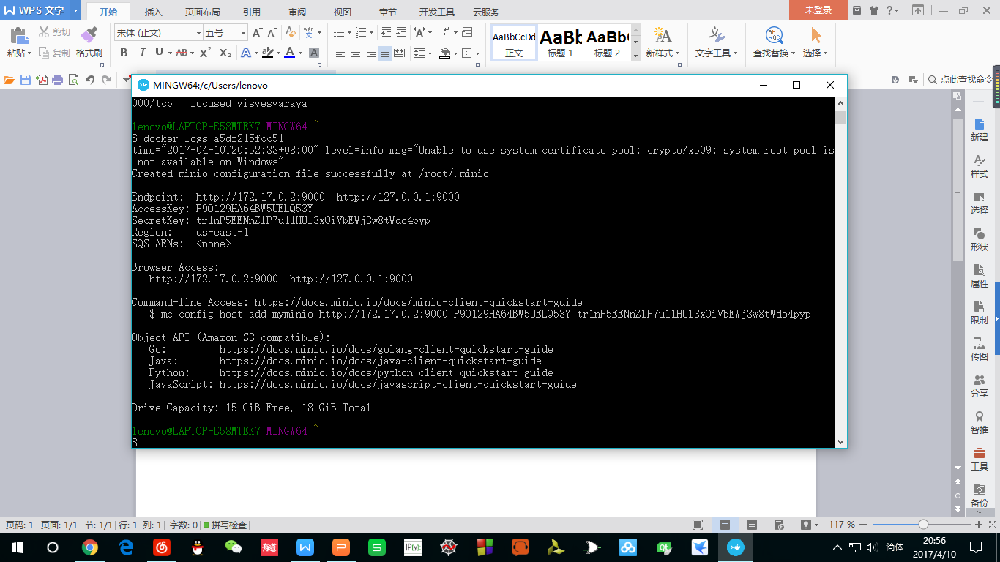 WPS 文字
开始
插入
页面布局
引用
审阅
视图
章节
开发工具
云服务
未登录
粘贴
剪切
复制
格式刷
宋体 (正文)
五号
AaBbCcDd
正文
AaBb
标题 1
AaBb(
标题 2
新样式
文字工具
查找替换
选择
点此查找命令
MINGW64:/c/Users/lenovo
000/tcp   focused_visvesvaraya
lenovo@LAPTOP-E58MTEK7 MINGW64 ~
$ docker logs a5df215fcc51
time="2017-04-10T20:52:33+08:00" level=info msg="Unable to use system certificate pool: crypto/x509: system root pool is
not available on Windows"
Created minio configuration file successfully at /root/.minio
Endpoint:  http://172.17.0.2:9000  http://127.0.0.1:9000
AccessKey: P9O129HA64BW5UELQ53Y
SecretKey: tr1nP5EENnZ1P7u11HU13xOiVbEWj3w8tWdo4pyp
Region:    us-east-1
SQS ARNs:  <none>
Browser Access:
http://172.17.0.2:9000  http://127.0.0.1:9000
Command-line Access: https://docs.minio.io/docs/minio-client-quickstart-guide
$ mc config host add myminio http://172.17.0.2:9000 P9O129HA64BW5UELQ53Y tr1nP5EENnZ1P7u11HU13xOiVbEWj3w8tWdo4pyp
Object API (Amazon S3 compatible):
Go:         https://docs.minio.io/docs/golang-client-quickstart-guide
Java:       https://docs.minio.io/docs/java-client-quickstart-guide
Python:     https://docs.minio.io/docs/python-client-quickstart-guide
JavaScript: https://docs.minio.io/docs/javascript-client-quickstart-guide
Drive Capacity: 15 GiB Free, 18 GiB Total
lenovo@LAPTOP-E58MTEK7 MINGW64 ~
$
新建
样式
选择
形状
属性
限制
传图
分享
智推
工具
备份
页码: 1 页面: 1/1 节: 1/1 行: 1 列: 1 字数: 0 拼写检查
117 %
简体
20:56
2017/4/10